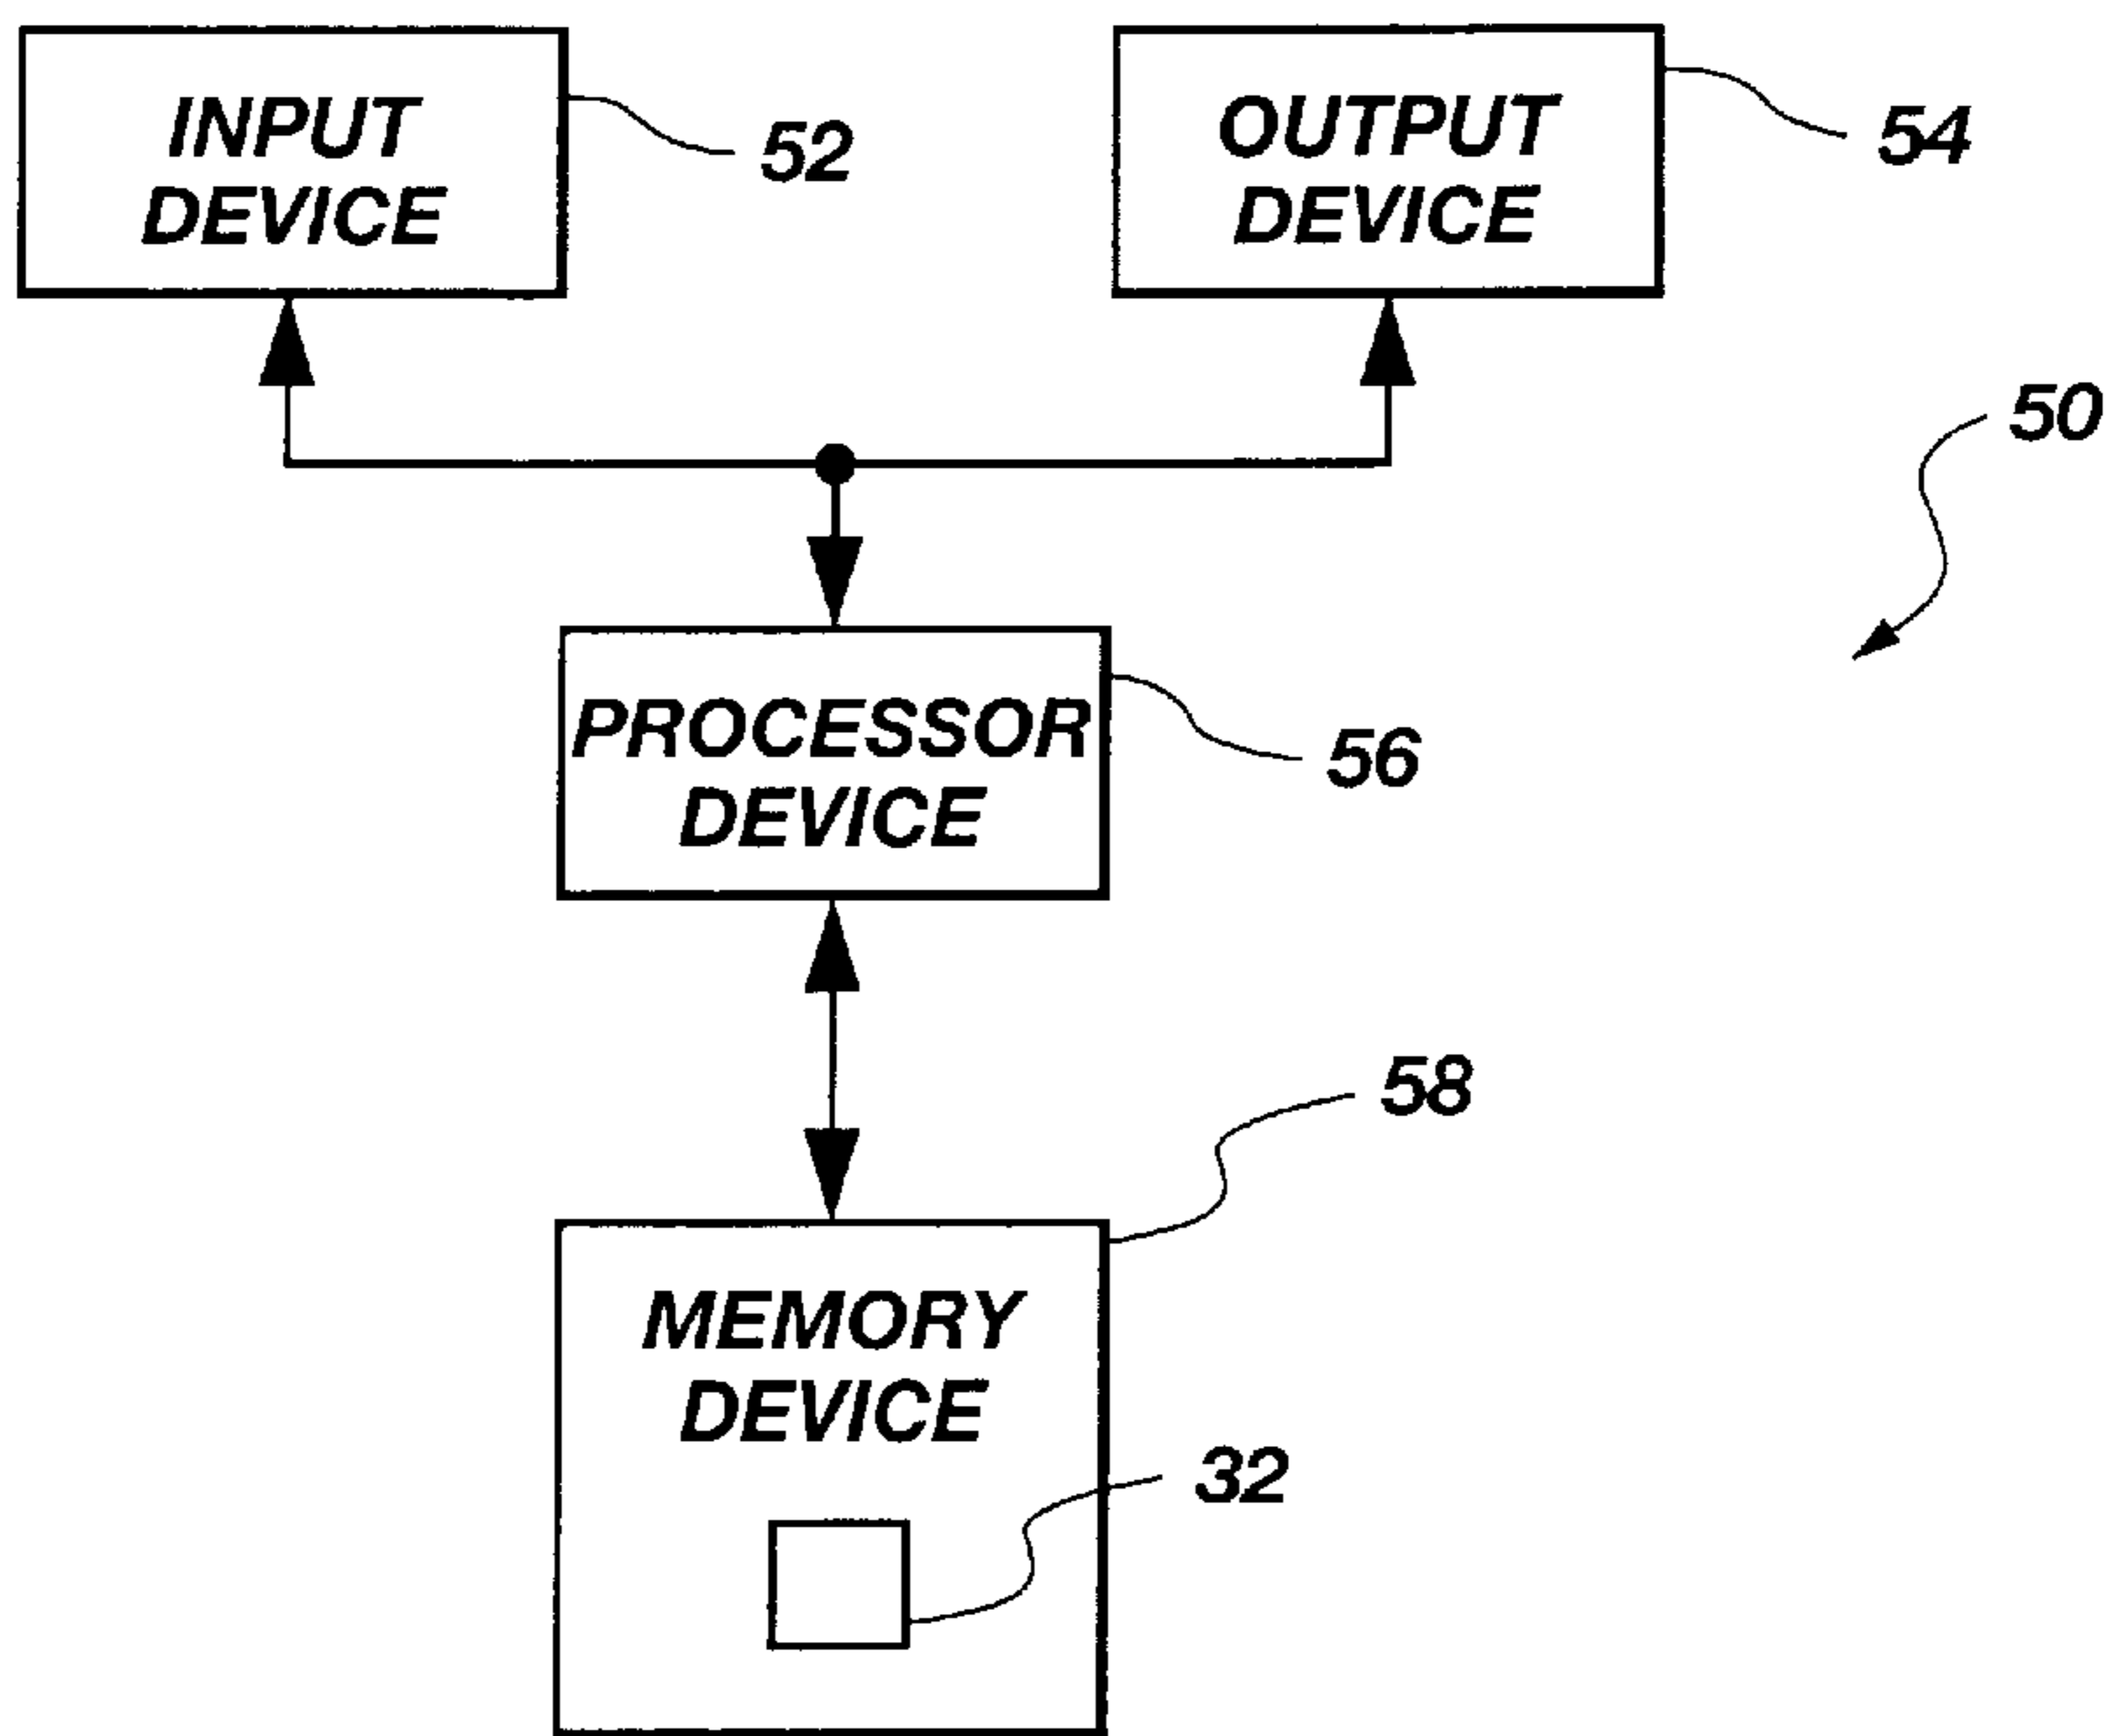 INPUT
DEVICE
52
OUTPUT
DEVICE
54
50
PROCESSOR
DEVICE
56
58
MEMORY
DEVICE
32